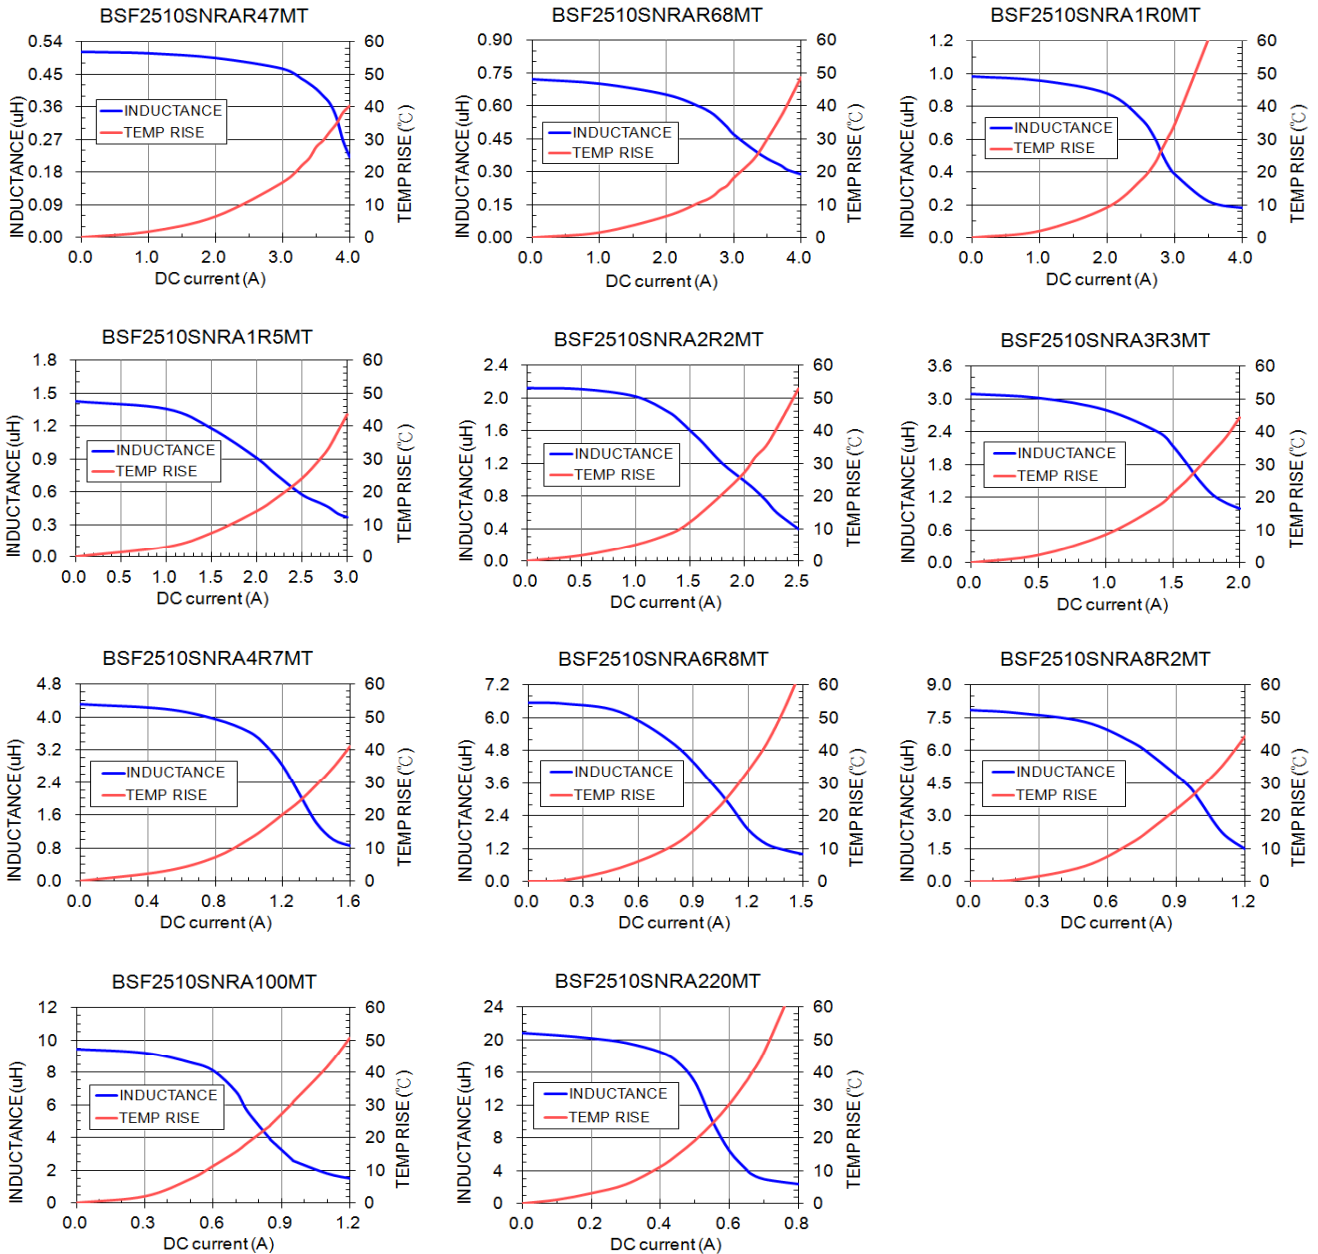 BSF2510SNRAR47MT
INDUCTANCE (uH)
0.54
0.45
0.36
0.27
0.18
0.09
0.00
INDUCTANCE
TEMP RISE
60
50
40
30
20
10
0
TEMP RISE (℃)
0.0 1.0 2.0 3.0 4.0
DC current (A)
BSF2510SNRAR68MT
INDUCTANCE (uH)
0.90
0.75
0.60
0.45
0.30
0.15
0.00
INDUCTANCE
TEMP RISE
60
50
40
30
20
10
0
TEMP RISE (℃)
0.0 1.0 2.0 3.0 4.0
DC current (A)
BSF2510SNRA1R0MT
INDUCTANCE (uH)
1.2
1.0
0.8
0.6
0.4
0.2
0.0
INDUCTANCE
TEMP RISE
60
50
40
30
20
10
0
TEMP RISE (℃)
0.0 1.0 2.0 3.0 4.0
DC current (A)
BSF2510SNRA1R5MT
INDUCTANCE (uH)
1.8
1.5
1.2
0.9
0.6
0.3
0.0
INDUCTANCE
TEMP RISE
60
50
40
30
20
10
0
TEMP RISE (℃)
0.0 0.5 1.0 1.5 2.0 2.5 3.0
DC current (A)
BSF2510SNRA2R2MT
INDUCTANCE (uH)
2.4
2.0
1.6
1.2
0.8
0.4
0.0
INDUCTANCE
TEMP RISE
60
50
40
30
20
10
0
TEMP RISE (℃)
0.0 0.5 1.0 1.5 2.0 2.5
DC current (A)
BSF2510SNRA3R3MT
INDUCTANCE (uH)
3.6
3.0
2.4
1.8
1.2
0.6
0.0
INDUCTANCE
TEMP RISE
60
50
40
30
20
10
0
TEMP RISE (℃)
0.0 0.5 1.0 1.5 2.0
DC current (A)
BSF2510SNRA4R7MT
INDUCTANCE (uH)
4.8
4.0
3.2
2.4
1.6
0.8
0.0
INDUCTANCE
TEMP RISE
60
50
40
30
20
10
0
TEMP RISE (℃)
0.0 0.4 0.8 1.2 1.6
DC current (A)
BSF2510SNRA6R8MT
INDUCTANCE (uH)
7.2
6.0
4.8
3.6
2.4
1.2
0.0
INDUCTANCE
TEMP RISE
60
50
40
30
20
10
0
TEMP RISE (℃)
0.0 0.3 0.6 0.9 1.2 1.5
DC current (A)
BSF2510SNRA8R2MT
INDUCTANCE (uH)
9.0
7.5
6.0
4.5
3.0
1.5
0.0
INDUCTANCE
TEMP RISE
60
50
40
30
20
10
0
TEMP RISE (℃)
0.0 0.3 0.6 0.9 1.2
DC current (A)
BSF2510SNRA100MT
INDUCTANCE (uH)
12
10
8
6
4
2
0
INDUCTANCE
TEMP RISE
60
50
40
30
20
10
0
TEMP RISE (℃)
0.0 0.3 0.6 0.9 1.2
DC current (A)
BSF2510SNRA220MT
INDUCTANCE (uH)
24
20
16
12
8
4
0
INDUCTANCE
TEMP RISE
60
50
40
30
20
10
0
TEMP RISE (℃)
0.0 0.2 0.4 0.6 0.8
DC current (A)